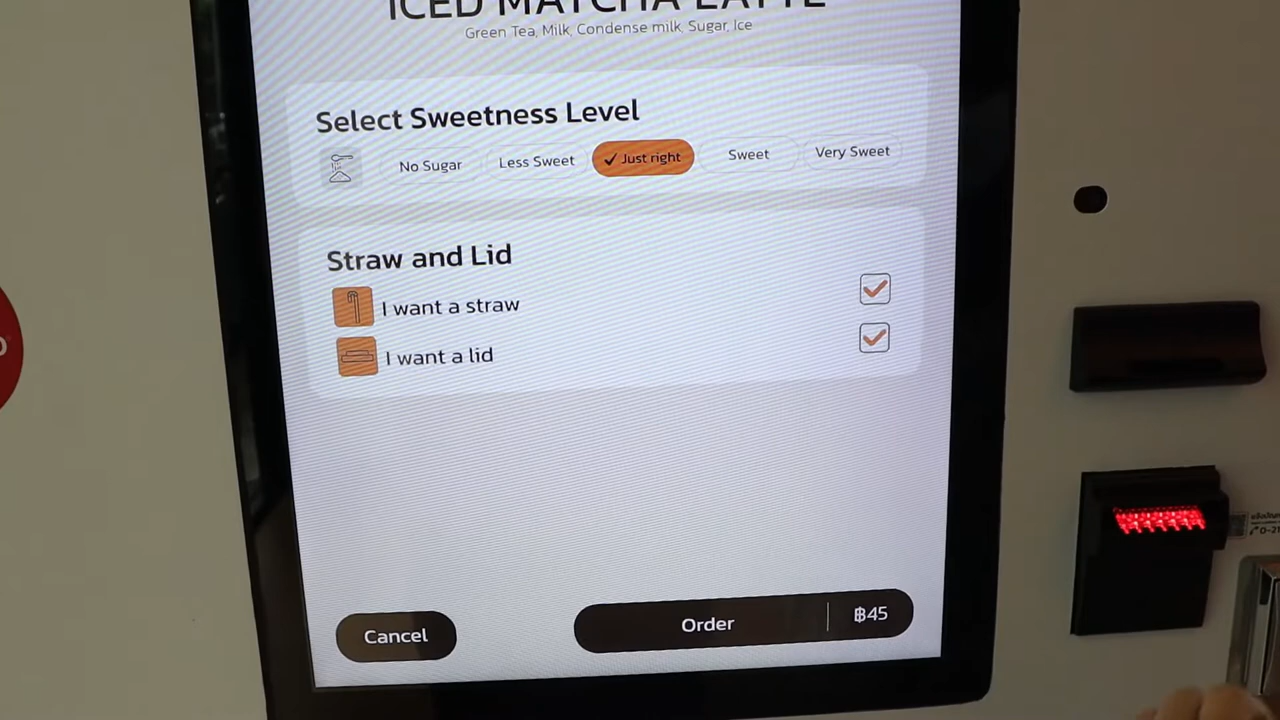 ICED MATCHA LATTE
Green Tea, Milk, Condense milk, Sugar, Ice
Select Sweetness Level
No Sugar
Less Sweet
Just right
Sweet
Very Sweet
Straw and Lid
I want a straw
I want a lid
Cancel
Order
฿45